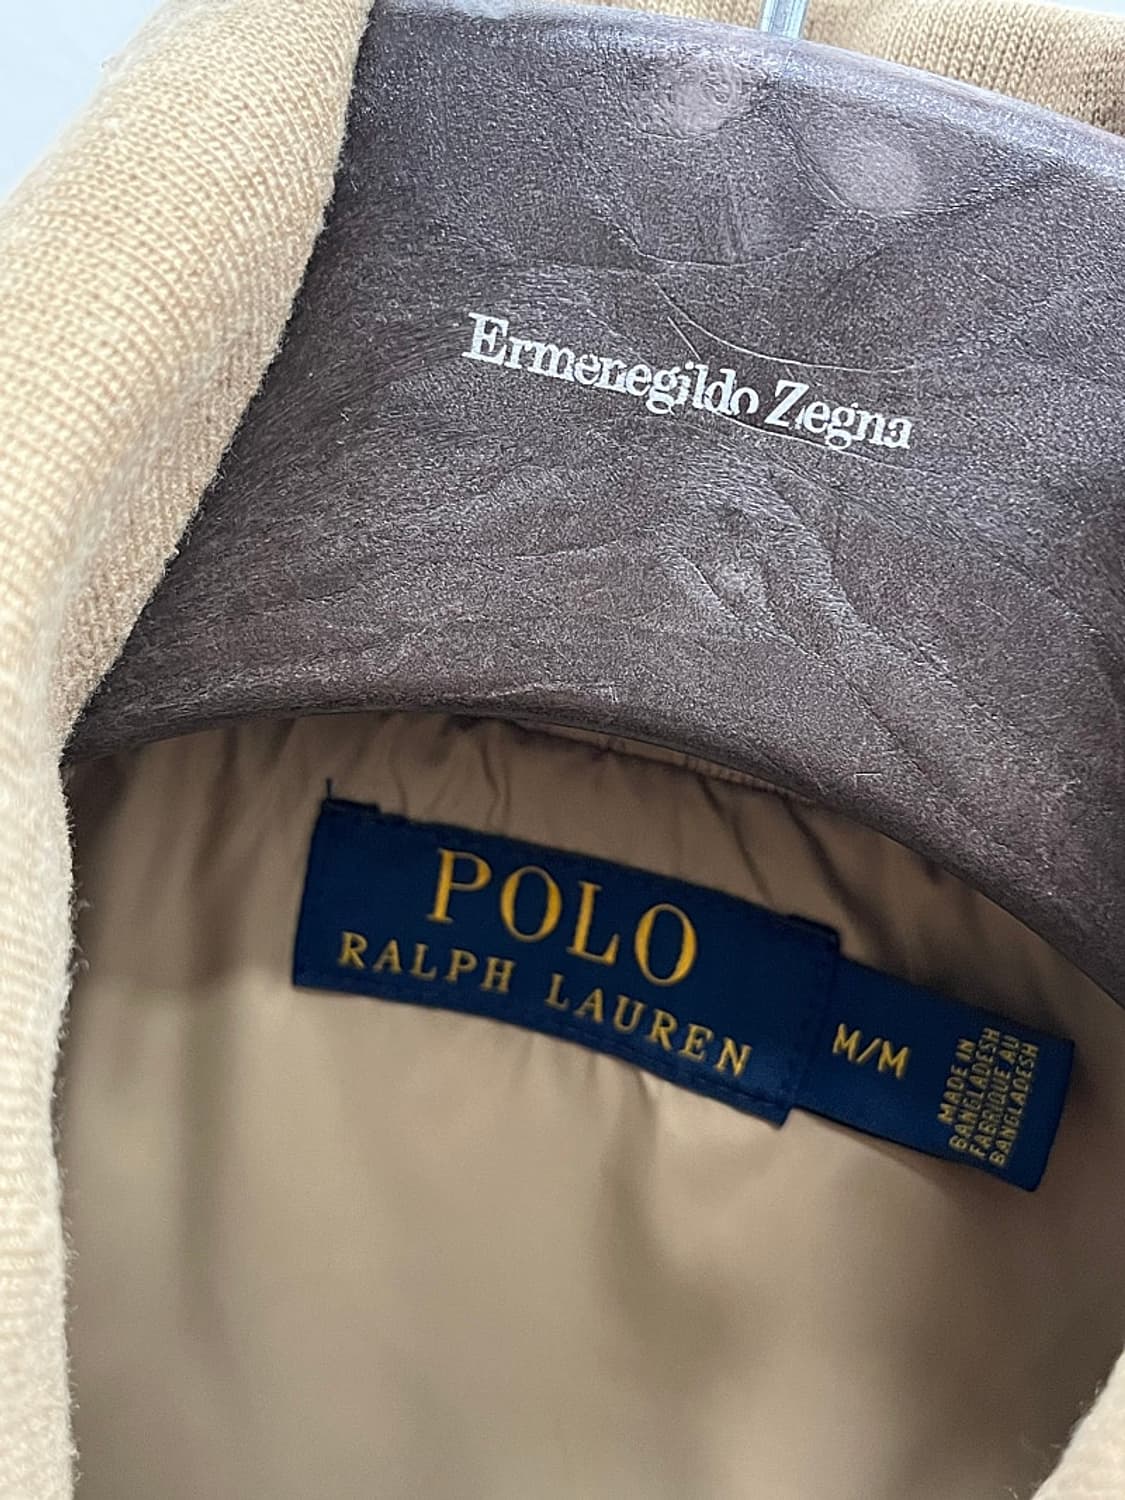 Ermenegildo Zegna
POLO
RALPH LAUREN
M/M
MADE IN
BANGLADESH
FABRIQUE AU
BANGLADESH